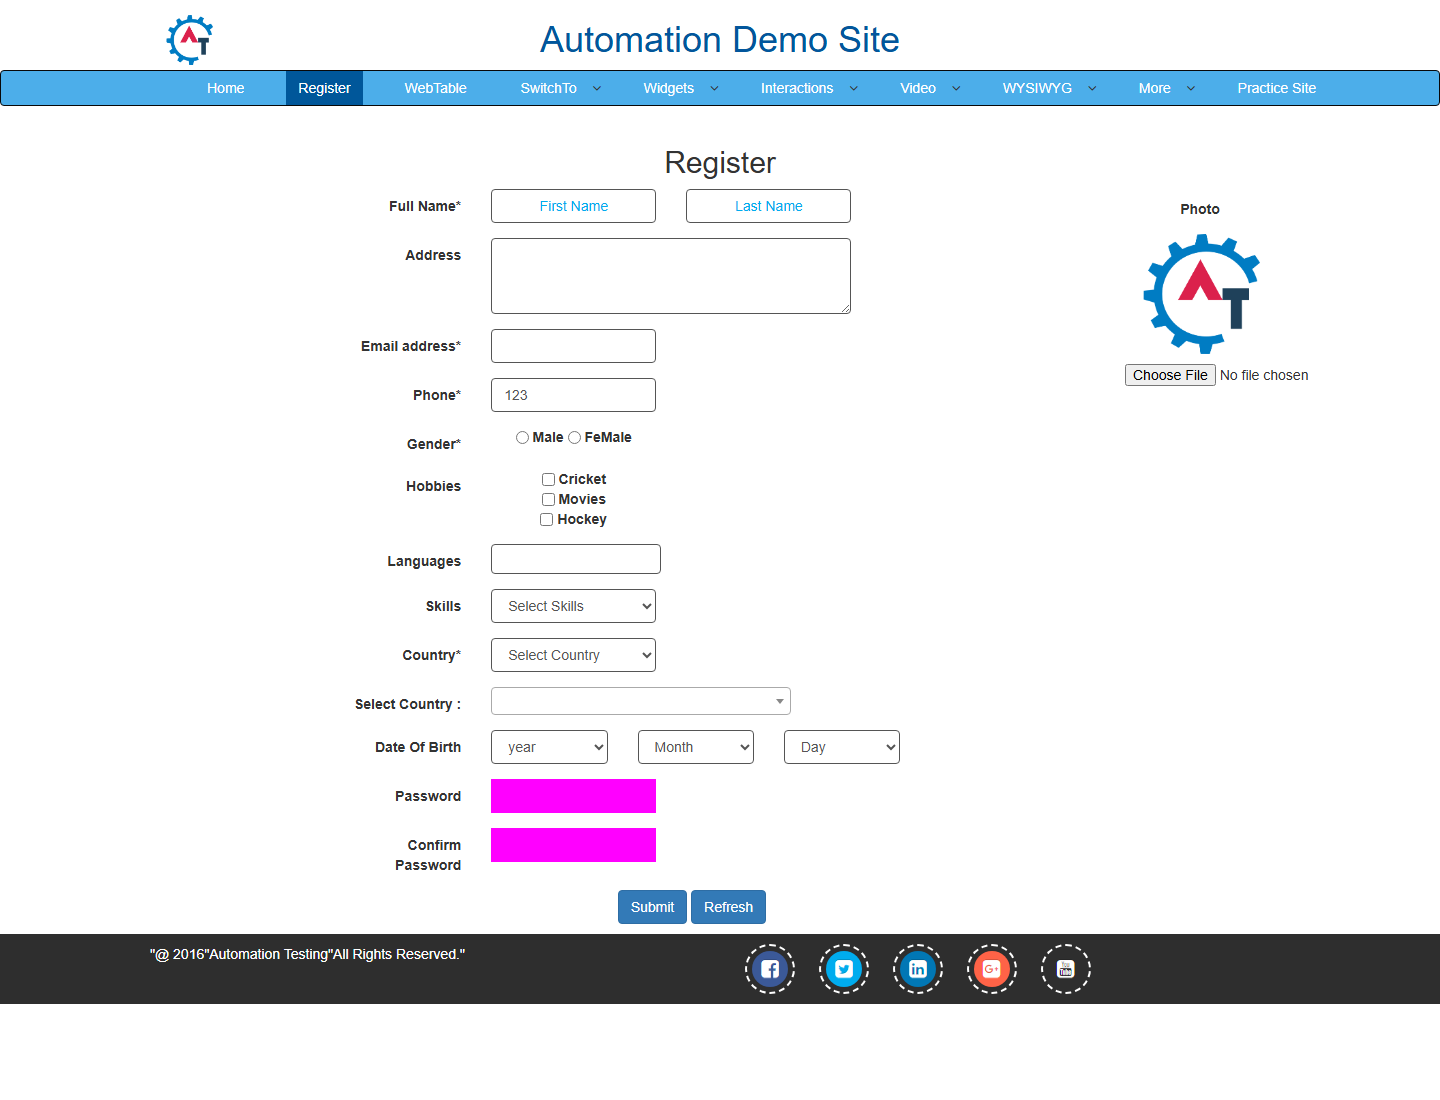 Automation Demo Site
Home Register WebTable SwitchTo Widgets Interactions Video WYSIWYG More Practice Site
Register
Full Name* First Name Last Name
Photo
Address
Email address*
Choose File No file chosen
Phone* 123
Gender* Male FeMale
Hobbies Cricket
Movies
Hockey
Languages
Skills Select Skills
Country* Select Country
Select Country :
Date Of Birth year Month Day
Password
Confirm
Password
Submit Refresh
"@ 2016"Automation Testing"All Rights Reserved."